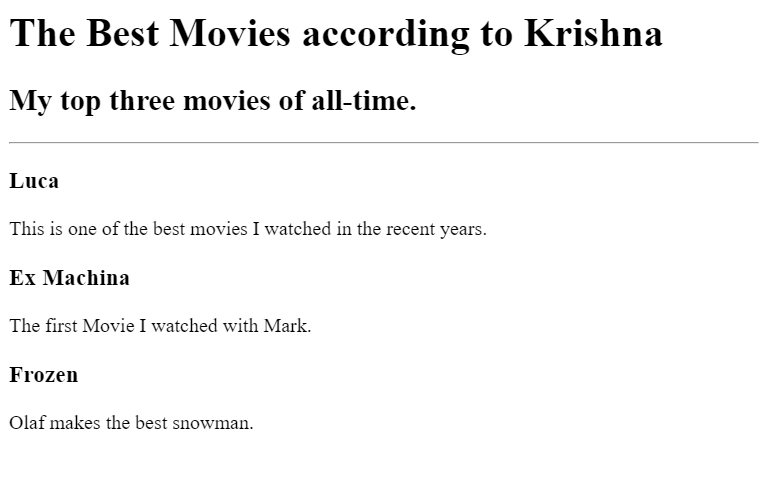 The Best Movies according to Krishna
My top three movies of all-time.
Luca
This is one of the best movies I watched in the recent years.
Ex Machina
The first Movie I watched with Mark.
Frozen
Olaf makes the best snowman.